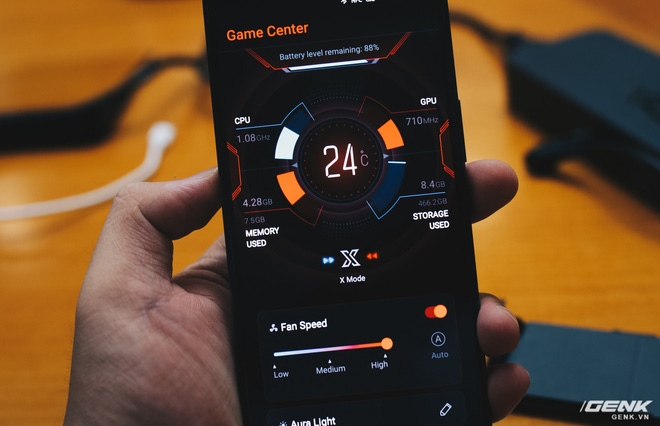 NFC
Game Center
Battery level remaining: 88%
CPU
1.08GHz
GPU
710MHz
24°C
4.28GB
7.5GB
MEMORY
USED
8.4GB
466.2GB
STORAGE
USED
X
X Mode
Fan Speed
Low
Medium
High
A
Auto
Aura Light
/GENK
GENK.VN